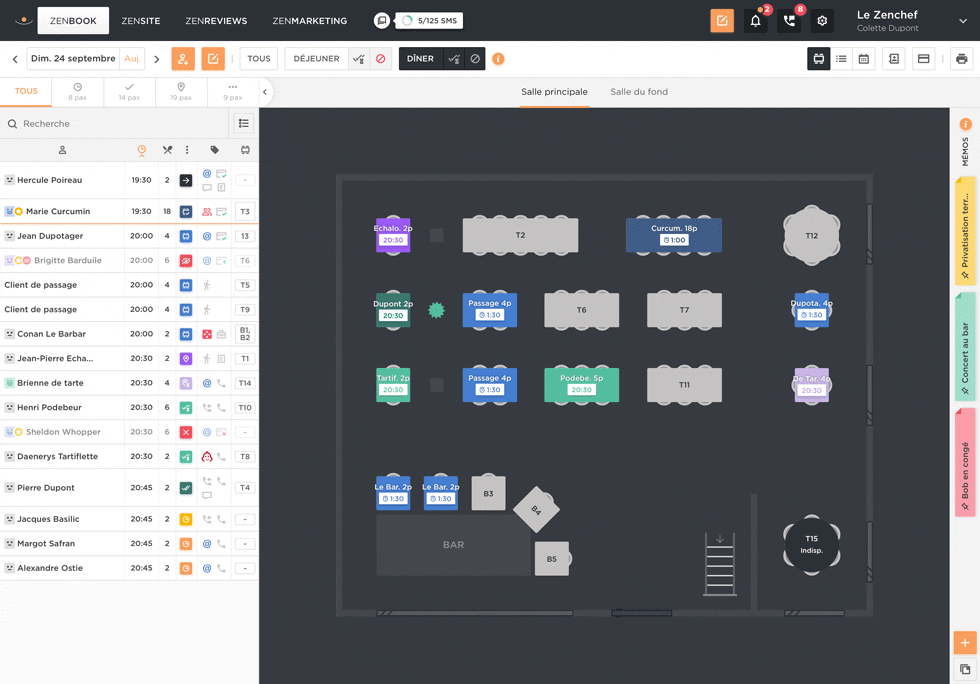 ZENBOOK ZENSITE ZENREVIEWS ZENMARKETING 5/125 SMS 2 8 Le Zenchef
Colette Dupont
Dim. 24 septembre Auj. TOUS DÉJEUNER DÎNER
TOUS 8 pax 14 pax 19 pax 9 pax
Salle principale Salle du fond
Recherche
Hercule Poireau 19:30 2 -
Marie Curcumin 19:30 18 T3
Jean Dupotager 20:00 4 13
Brigitte Barduile 20:00 6 T6
Client de passage 20:00 4 T5
Client de passage 20:00 4 T9
Conan Le Barbar 20:00 2 B1, B2
Jean-Pierre Echa... 20:30 2 T1
Brienne de tarte 20:30 4 T14
Henri Podebeur 20:30 6 T10
Sheldon Whopper 20:30 6 -
Daenerys Tartiflette 20:30 2 T8
Pierre Dupont 20:45 2 T4
Jacques Basilic 20:45 2 -
Margot Safran 20:45 2 -
Alexandre Ostie 20:45 2 -
Echalo. 2p
20:30
T2
Curcum. 18p
1:00
T12
Dupont 2p
20:30
Passage 4p
1:30
T6
T7
Dupota. 4p
1:30
Tartif. 2p
20:30
Passage 4p
1:30
Podebe. 5p
20:30
T11
De Tar. 4p
20:30
Le Bar. 2p
1:30
Le Bar. 2p
1:30
B3
B4
BAR
B5
T15
Indisp.
MÉMOS
Privatisation terr...
Concert au bar
Bob en congé